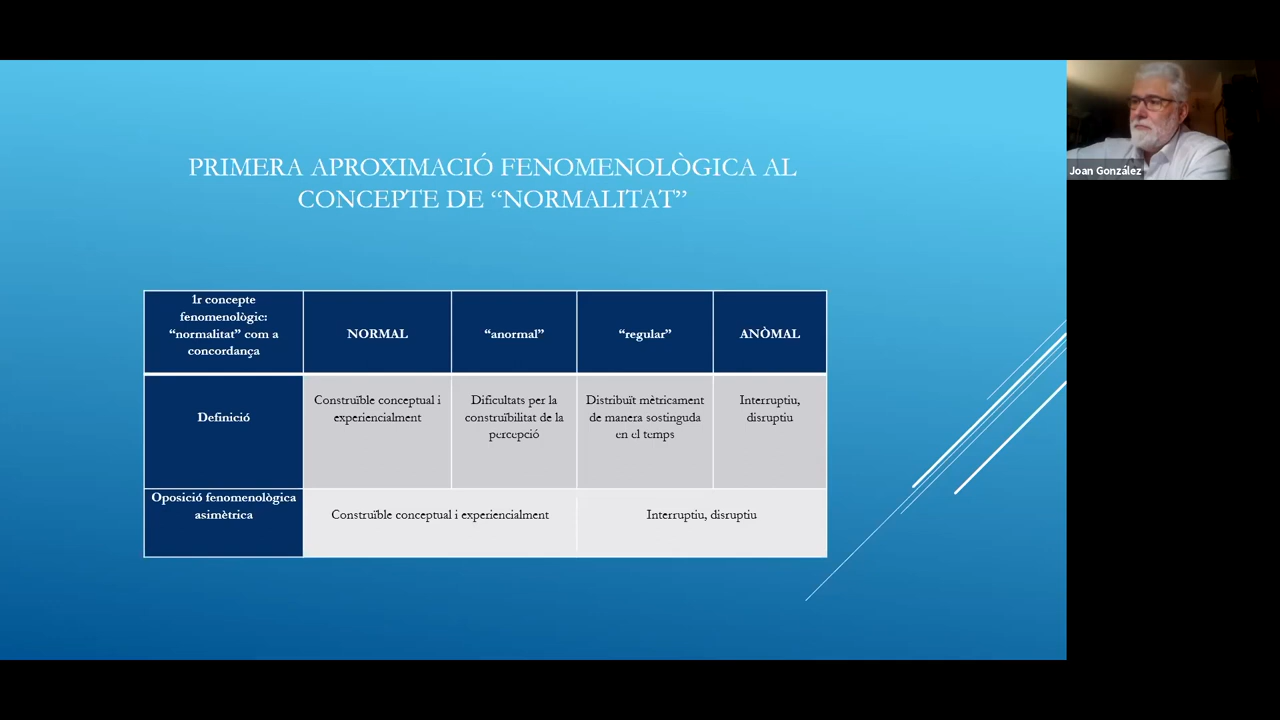 PRIMERA APROXIMACIÓ FENOMENOLÒGICA AL
CONCEPTE DE “NORMALITAT”
1r concepte
fenomenològic:
“normalitat” com a
concordança
NORMAL
“anormal”
“regular”
ANÒMAL
Definició
Construïble conceptual i
experiencialment
Dificultats per la
construïbilitat de la
percepció
Distribuït mètricament
de manera sostinguda
en el temps
Interruptiu,
disruptiu
Oposició fenomenològica
asimètrica
Construïble conceptual i experiencialment
Interruptiu, disruptiu
Joan González